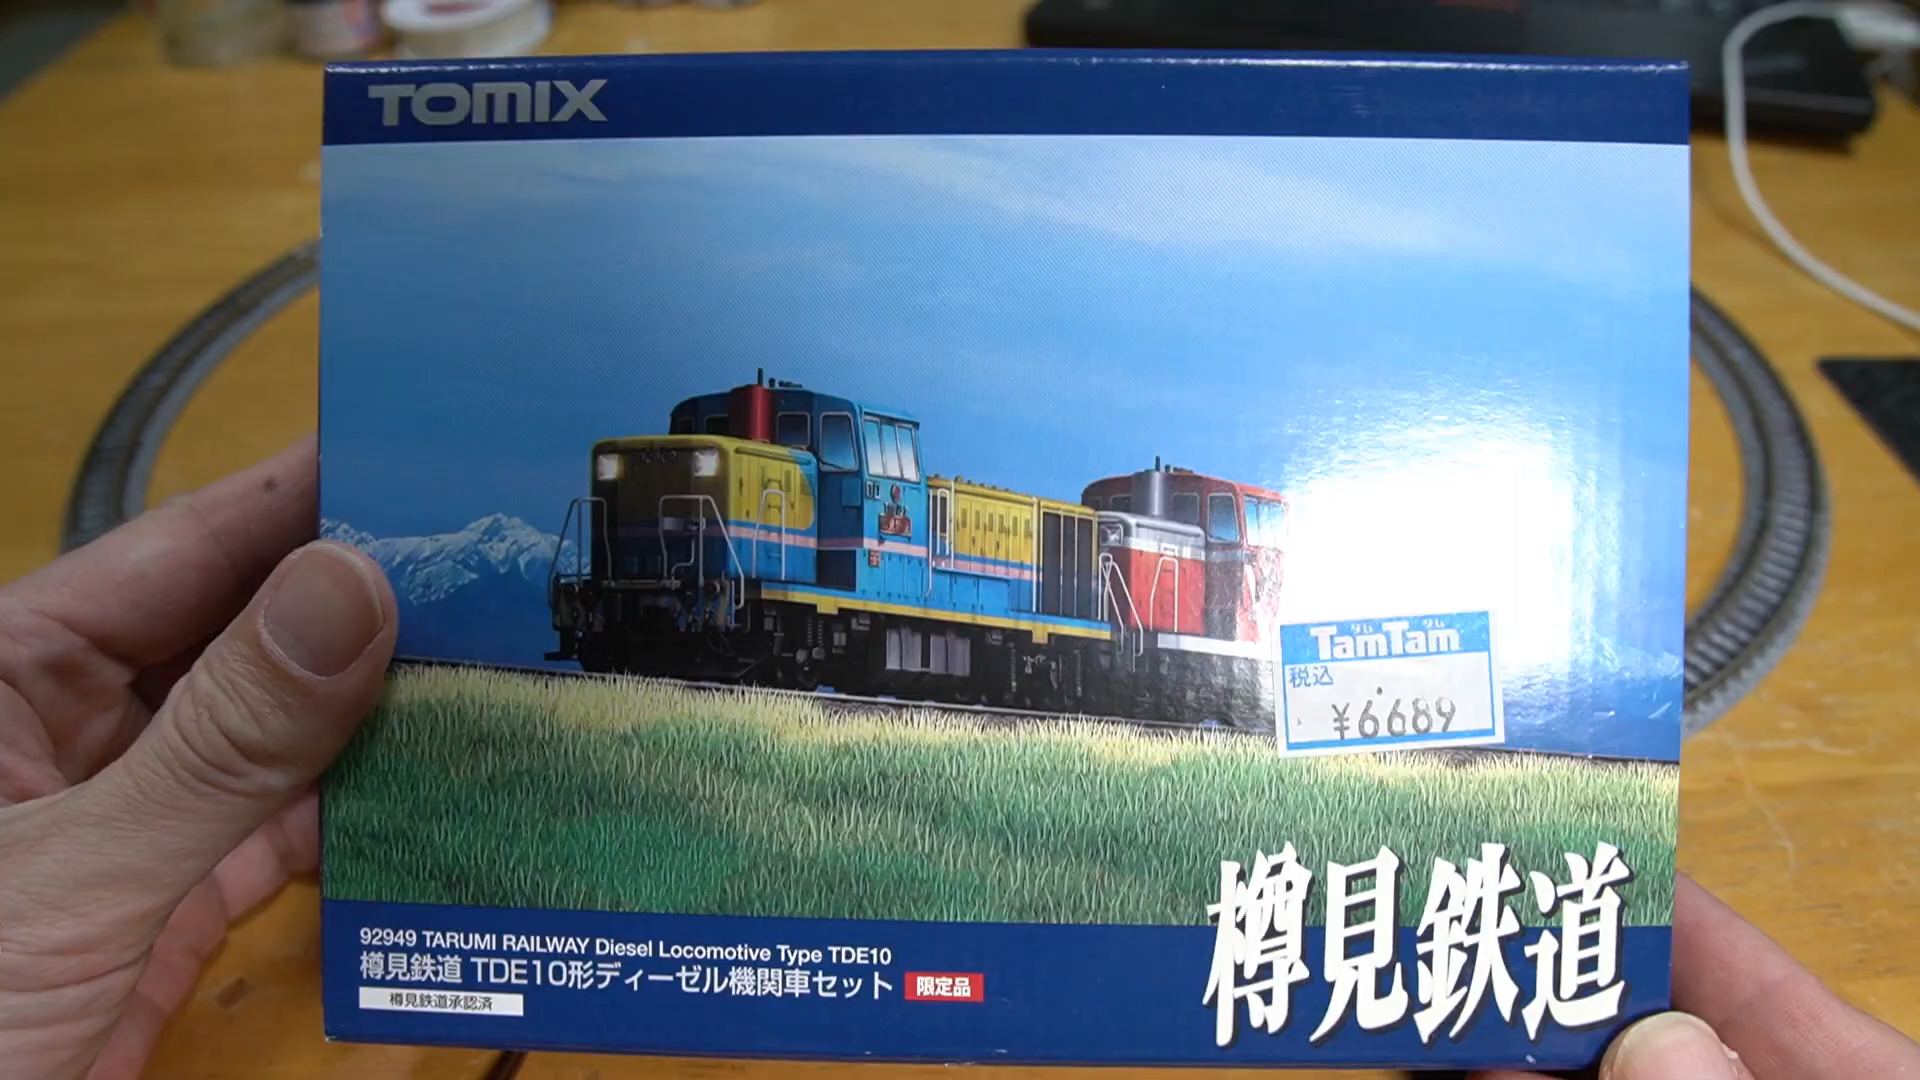 TOMIX
TamTam
税込
¥6689
樽見鉄道
92949 TARUMI RAILWAY Diesel Locomotive Type TDE10
樽見鉄道 TDE10形ディーゼル機関車セット 限定品
樽見鉄道承認済